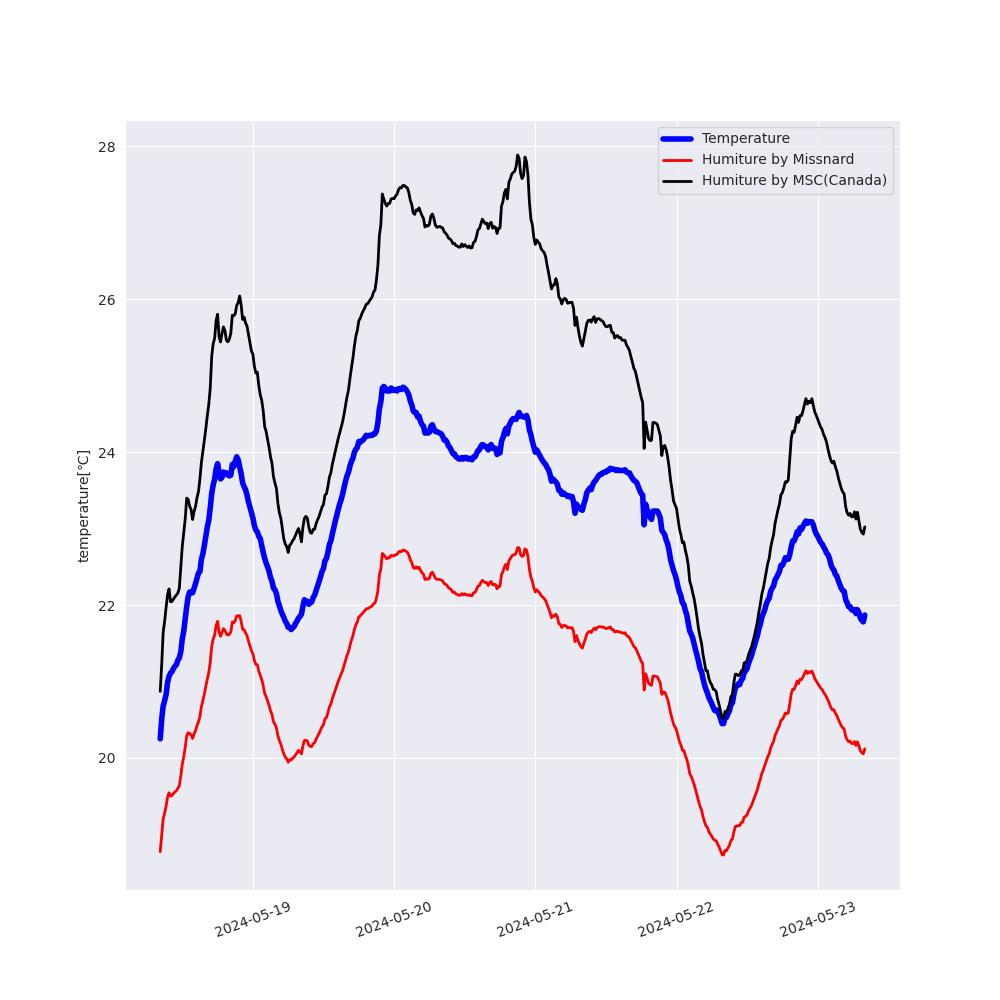 28
26
24
22
20
temperature[℃]
Temperature
Humiture by Missnard
Humiture by MSC(Canada)
2024-05-19
2024-05-20
2024-05-21
2024-05-22
2024-05-23